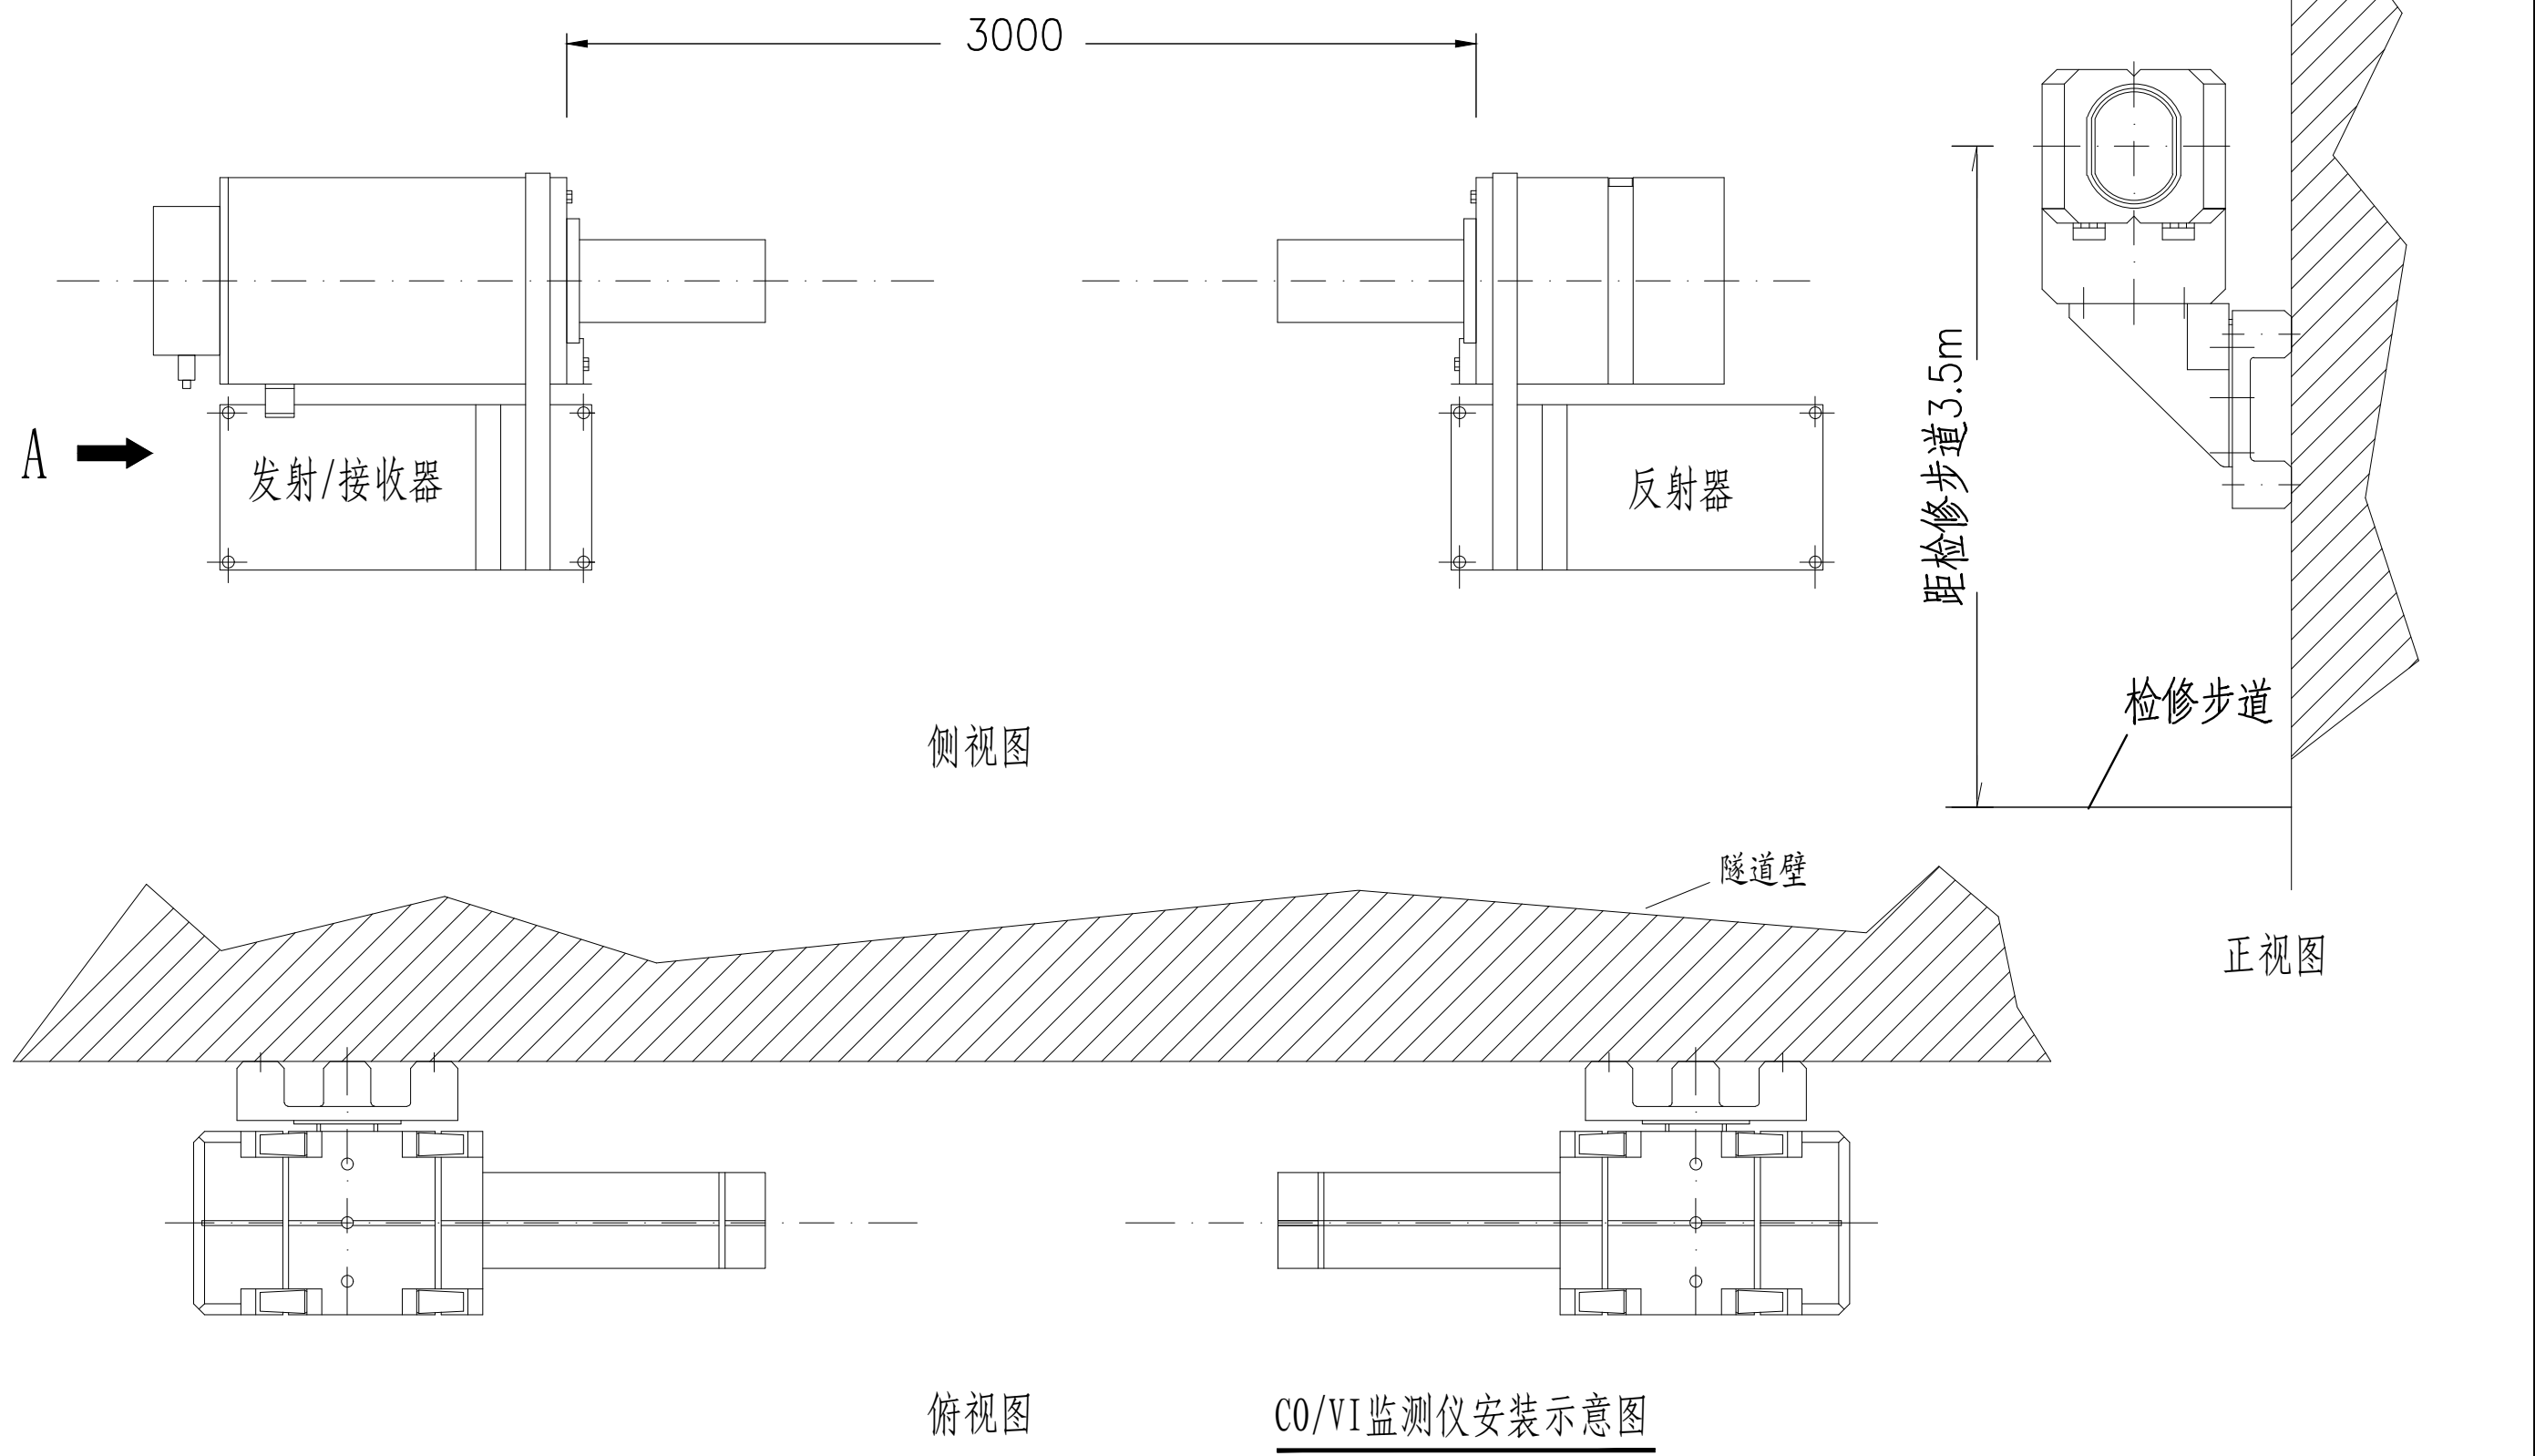 3000
A
发射/接收器
反射器
距检修步道3.5m
检修步道
侧视图
隧道壁
正视图
俯视图
CO/VI监测仪安装示意图